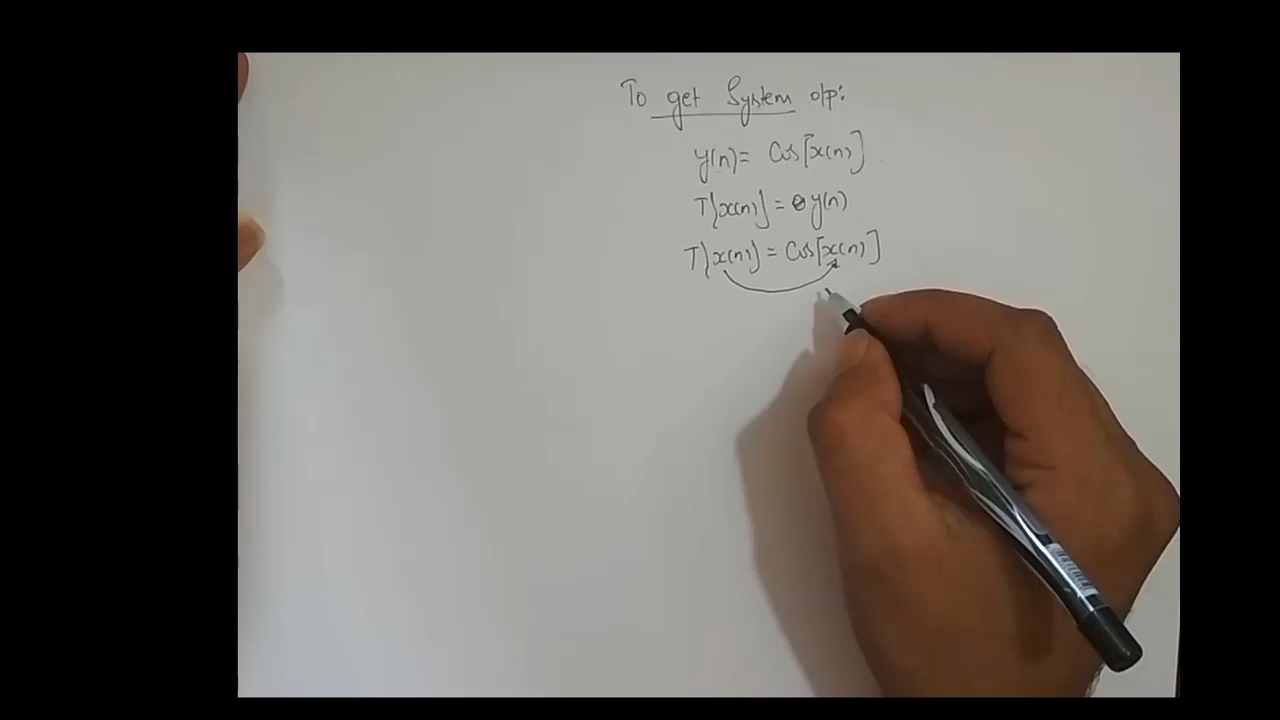 To get System o/p:
y(n) = Cos[x(n)]
T[x(n)] = y(n)
T[x(n)] = Cos[x(n)]